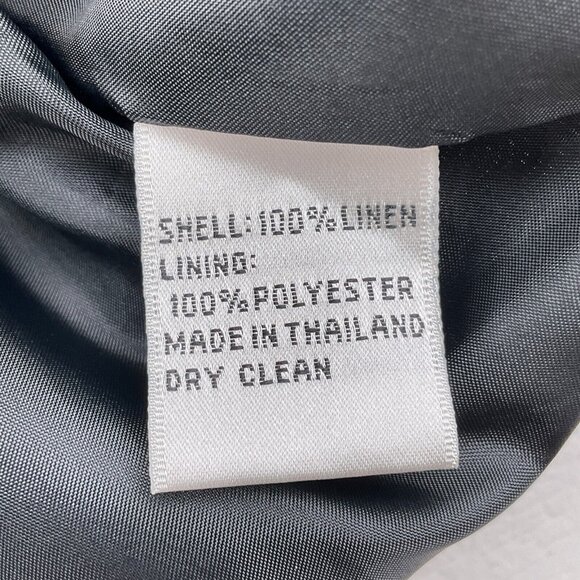 SHELL: 100% LINEN
LINING:
100% POLYESTER
MADE IN THAILAND
DRY CLEAN